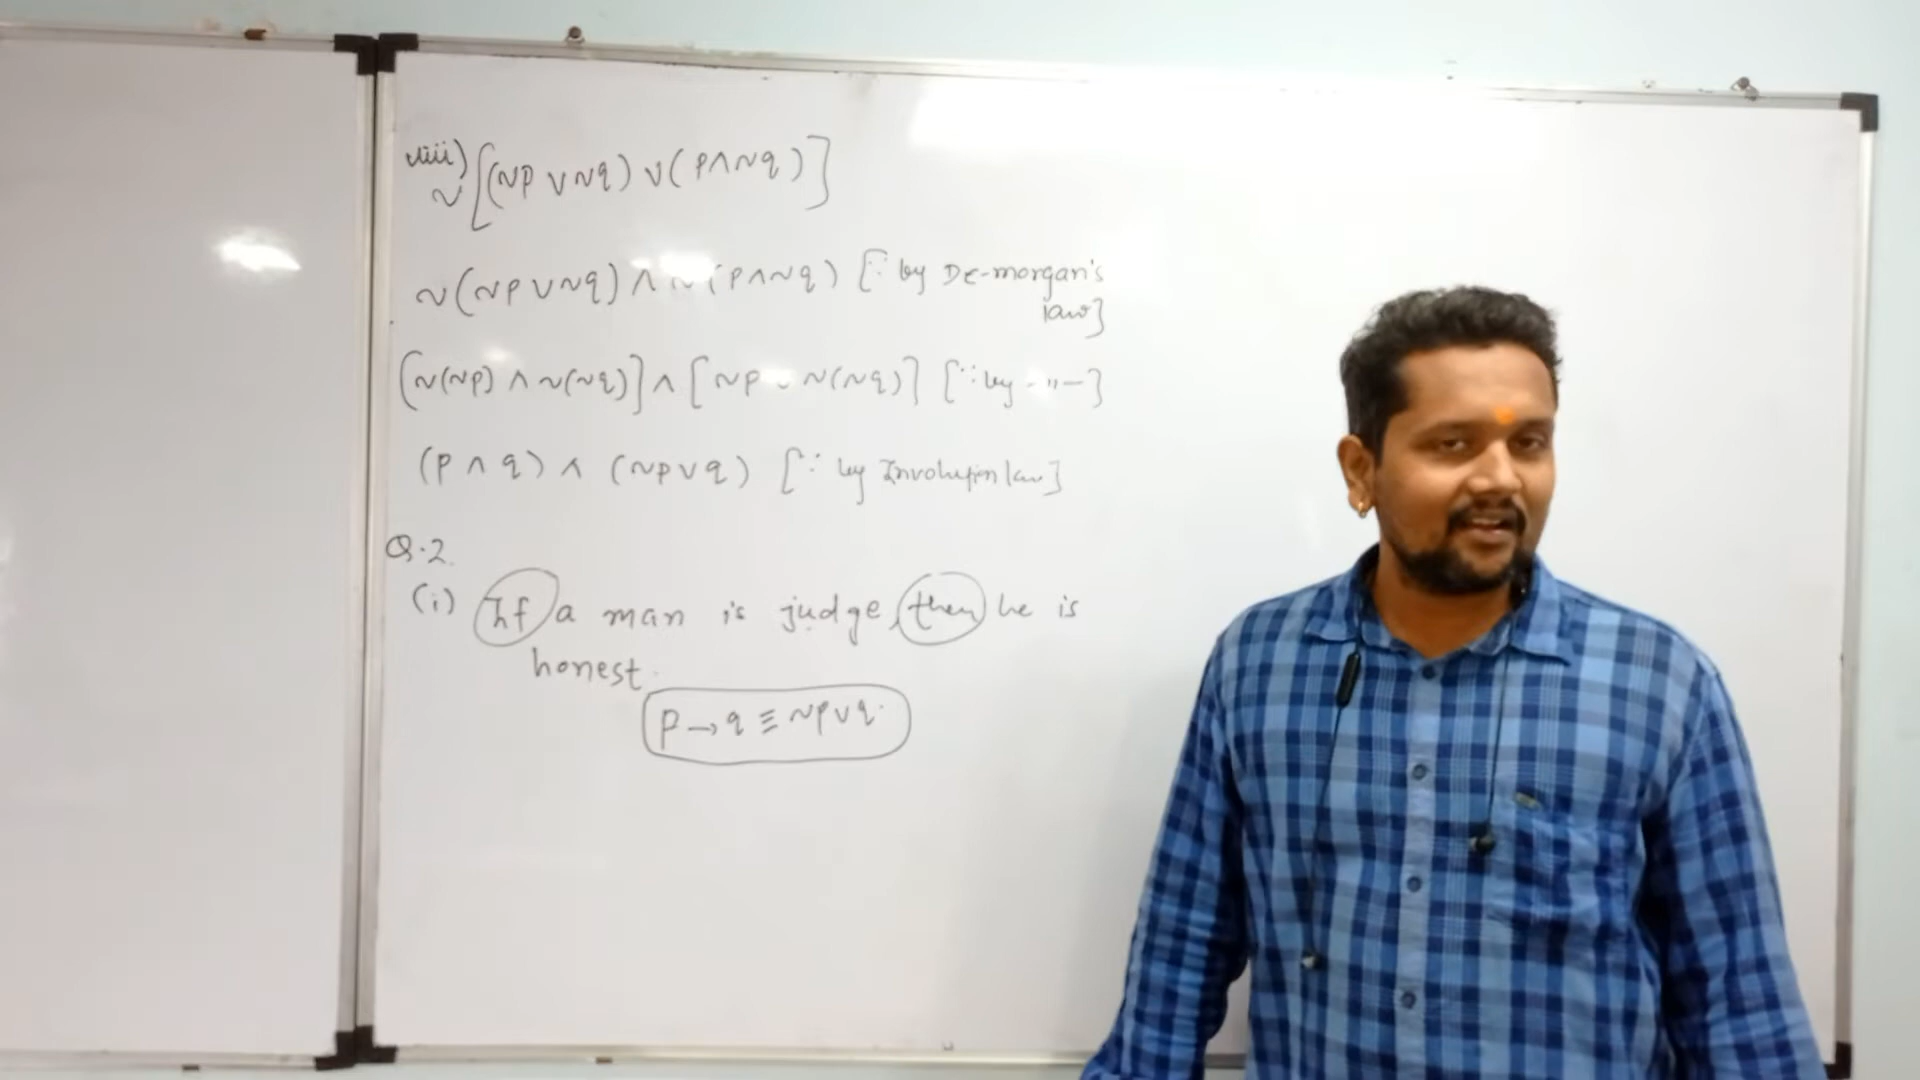 viii)
~[(~p ∨ ~q) ∨ (p ∧ ~q)]
~(~p ∨ ~q) ∧ ~(p ∧ ~q) [∵ by De-morgan's
law]
[~(~p) ∧ ~(~q)] ∧ [~p ∨ ~(~q)] [∵ by -"-]
(p ∧ q) ∧ (~p ∨ q) [∵ by Involution law]
Q.2.
(i) If a man is judge, then he is
honest.
p → q ≡ ~p ∨ q.